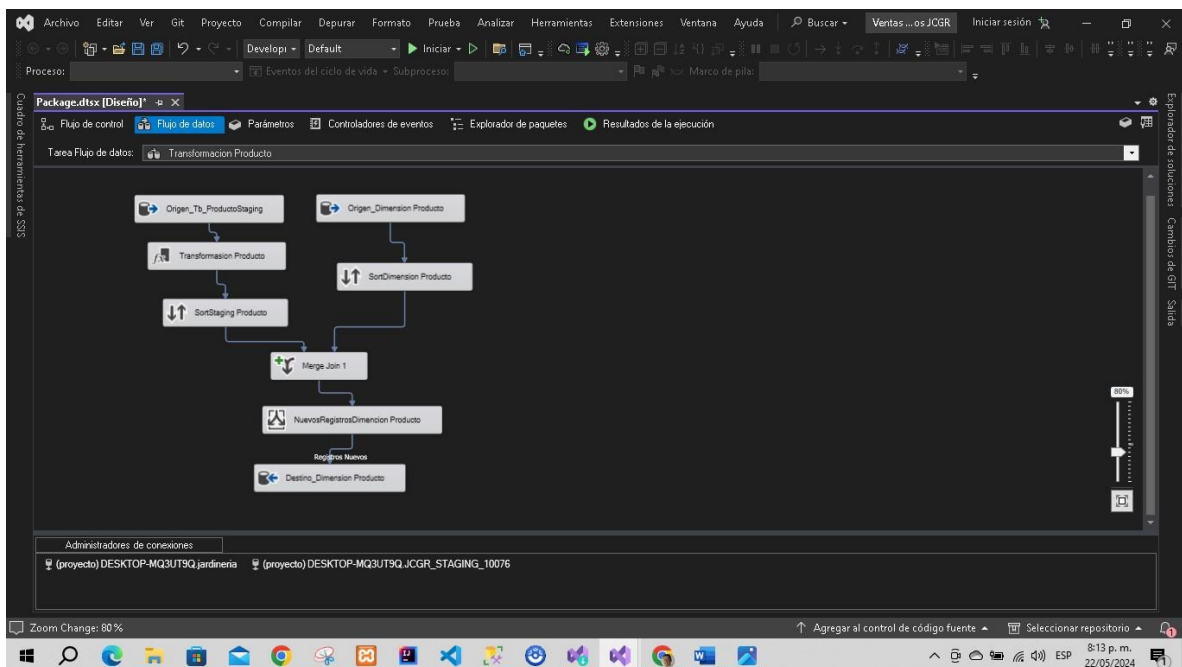 Archivo Editar Ver Git Proyecto Compilar Depurar Formato Prueba Analizar Herramientas Extensiones Ventana Ayuda Buscar Ventas ... os JCGR Iniciar sesión
Developi Default Iniciar
Proceso: Eventos del ciclo de vida Subproceso: Marco de pila:
Package.dtsx [Diseño]*
Flujo de control Flujo de datos Parámetros Controladores de eventos Explorador de paquetes Resultados de la ejecución
Tarea Flujo de datos: Transformacion Producto
Cuadro de herramientas de SSIS
Explorador de soluciones Cambios de GIT Salida
Origen_Tb_ProductoStaging
Origen_Dimension Producto
Transformasion Producto
SortDimension Producto
SortStaging Producto
Merge Join 1
80%
NuevosRegistrosDimencion Producto
Registros Nuevos
Destino_Dimension Producto
Administradores de conexiones
(proyecto) DESKTOP-MQ3UT9Q.jardineria (proyecto) DESKTOP-MQ3UT9Q.JCGR_STAGING_10076
Zoom Change: 80% Agregar al control de código fuente Seleccionar repositorio
ESP 8:13 p. m.
22/05/2024